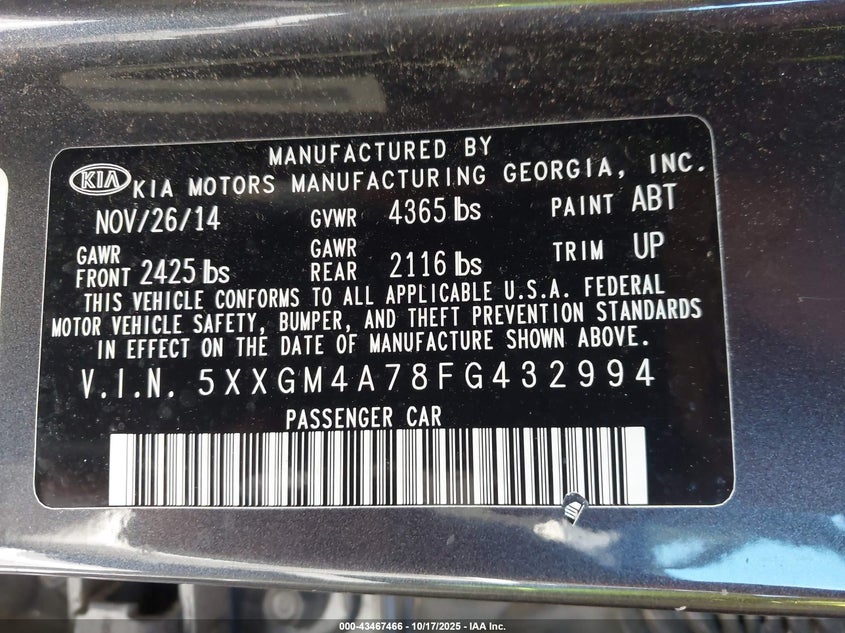 MANUFACTURED BY
KIA KIA MOTORS MANUFACTURING GEORGIA, INC.
NOV/26/14 GVWR 4365 lbs PAINT ABT
GAWR FRONT 2425 lbs GAWR REAR 2116 lbs TRIM UP
THIS VEHICLE CONFORMS TO ALL APPLICABLE U.S.A. FEDERAL
MOTOR VEHICLE SAFETY, BUMPER, AND THEFT PREVENTION STANDARDS
IN EFFECT ON THE DATE OF MANUFACTURE SHOWN ABOVE.
V.I.N. 5XXGM4A78FG432994
PASSENGER CAR
000-43467466 - 10/17/2025 - IAA Inc.